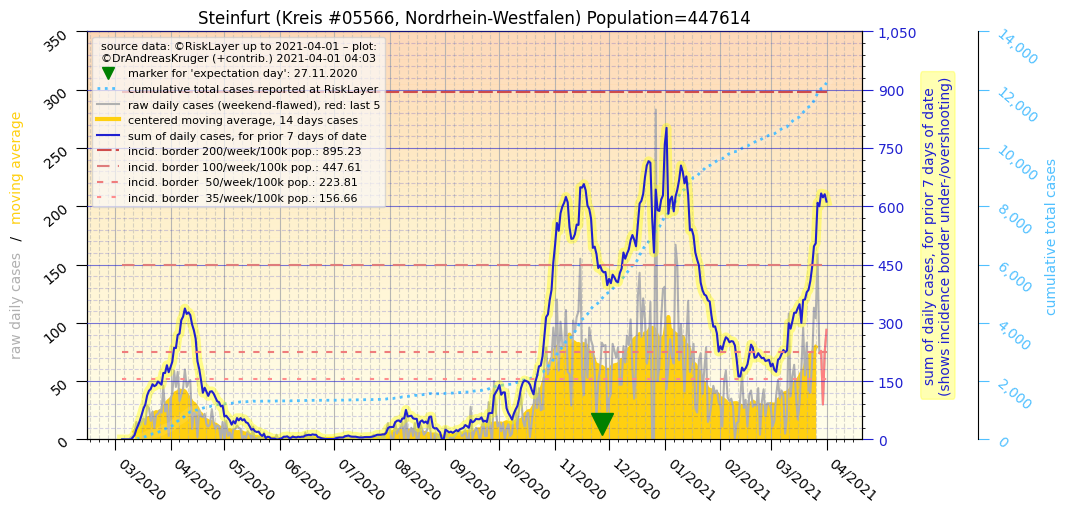 Steinfurt (Kreis #05566, Nordrhein-Westfalen) Population=447614
source data: ©RiskLayer up to 2021-04-01 – plot:
©DrAndreasKruger (+contrib.) 2021-04-01 04:03
marker for 'expectation day': 27.11.2020
cumulative total cases reported at RiskLayer
raw daily cases (weekend-flawed), red: last 5
centered moving average, 14 days cases
sum of daily cases, for prior 7 days of date
incid. border 200/week/100k pop.: 895.23
incid. border 100/week/100k pop.: 447.61
incid. border  50/week/100k pop.: 223.81
incid. border  35/week/100k pop.: 156.66
raw daily cases  /  moving average
350
300
250
200
150
100
50
0
03/2020
04/2020
05/2020
06/2020
07/2020
08/2020
09/2020
10/2020
11/2020
12/2020
01/2021
02/2021
03/2021
04/2021
1,050
900
750
600
450
300
150
0
sum of daily cases, for prior 7 days of date
(shows incidence border under-/overshooting)
14,000
12,000
10,000
8,000
6,000
4,000
2,000
0
cumulative total cases